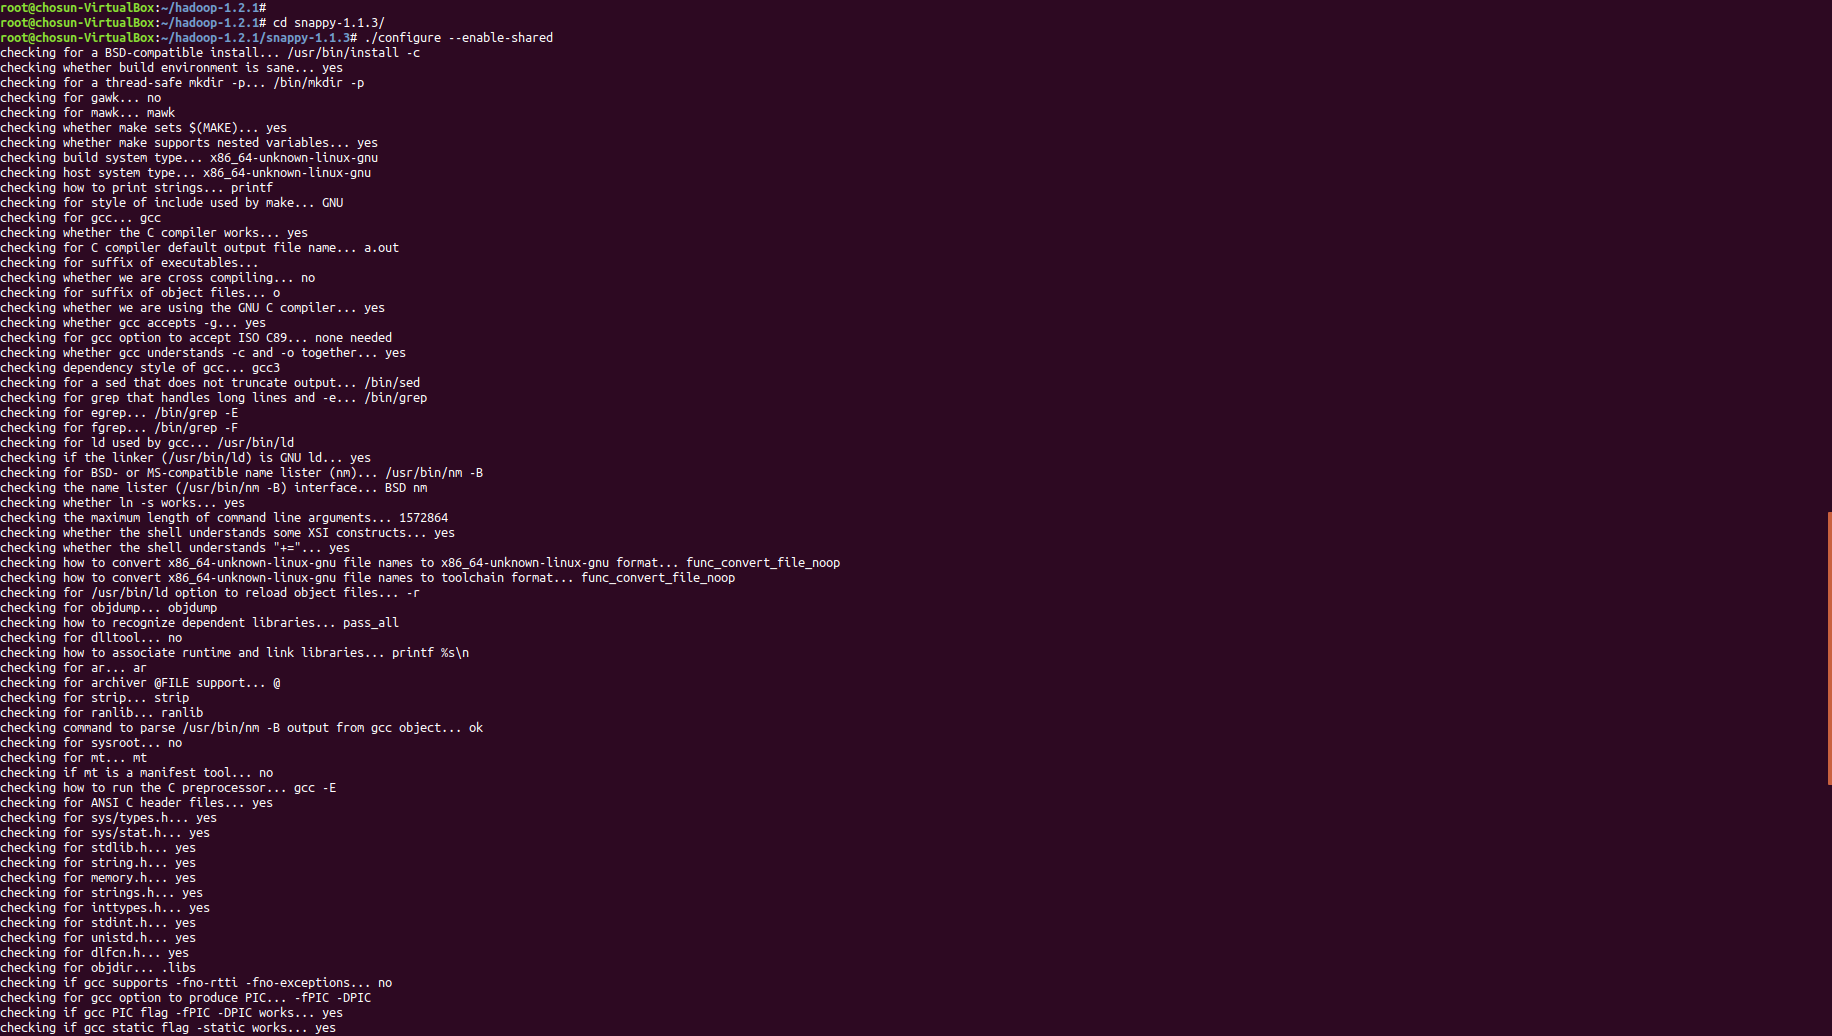 root@chosun-VirtualBox:~/hadoop-1.2.1#
root@chosun-VirtualBox:~/hadoop-1.2.1# cd snappy-1.1.3/
root@chosun-VirtualBox:~/hadoop-1.2.1/snappy-1.1.3# ./configure --enable-shared
checking for a BSD-compatible install... /usr/bin/install -c
checking whether build environment is sane... yes
checking for a thread-safe mkdir -p... /bin/mkdir -p
checking for gawk... no
checking for mawk... mawk
checking whether make sets $(MAKE)... yes
checking whether make supports nested variables... yes
checking build system type... x86_64-unknown-linux-gnu
checking host system type... x86_64-unknown-linux-gnu
checking how to print strings... printf
checking for style of include used by make... GNU
checking for gcc... gcc
checking whether the C compiler works... yes
checking for C compiler default output file name... a.out
checking for suffix of executables...
checking whether we are cross compiling... no
checking for suffix of object files... o
checking whether we are using the GNU C compiler... yes
checking whether gcc accepts -g... yes
checking for gcc option to accept ISO C89... none needed
checking whether gcc understands -c and -o together... yes
checking dependency style of gcc... gcc3
checking for a sed that does not truncate output... /bin/sed
checking for grep that handles long lines and -e... /bin/grep
checking for egrep... /bin/grep -E
checking for fgrep... /bin/grep -F
checking for ld used by gcc... /usr/bin/ld
checking if the linker (/usr/bin/ld) is GNU ld... yes
checking for BSD- or MS-compatible name lister (nm)... /usr/bin/nm -B
checking the name lister (/usr/bin/nm -B) interface... BSD nm
checking whether ln -s works... yes
checking the maximum length of command line arguments... 1572864
checking whether the shell understands some XSI constructs... yes
checking whether the shell understands "+="... yes
checking how to convert x86_64-unknown-linux-gnu file names to x86_64-unknown-linux-gnu format... func_convert_file_noop
checking how to convert x86_64-unknown-linux-gnu file names to toolchain format... func_convert_file_noop
checking for /usr/bin/ld option to reload object files... -r
checking for objdump... objdump
checking how to recognize dependent libraries... pass_all
checking for dlltool... no
checking how to associate runtime and link libraries... printf %s\n
checking for ar... ar
checking for archiver @FILE support... @
checking for strip... strip
checking for ranlib... ranlib
checking command to parse /usr/bin/nm -B output from gcc object... ok
checking for sysroot... no
checking for mt... mt
checking if mt is a manifest tool... no
checking how to run the C preprocessor... gcc -E
checking for ANSI C header files... yes
checking for sys/types.h... yes
checking for sys/stat.h... yes
checking for stdlib.h... yes
checking for string.h... yes
checking for memory.h... yes
checking for strings.h... yes
checking for inttypes.h... yes
checking for stdint.h... yes
checking for unistd.h... yes
checking for dlfcn.h... yes
checking for objdir... .libs
checking if gcc supports -fno-rtti -fno-exceptions... no
checking for gcc option to produce PIC... -fPIC -DPIC
checking if gcc PIC flag -fPIC -DPIC works... yes
checking if gcc static flag -static works... yes